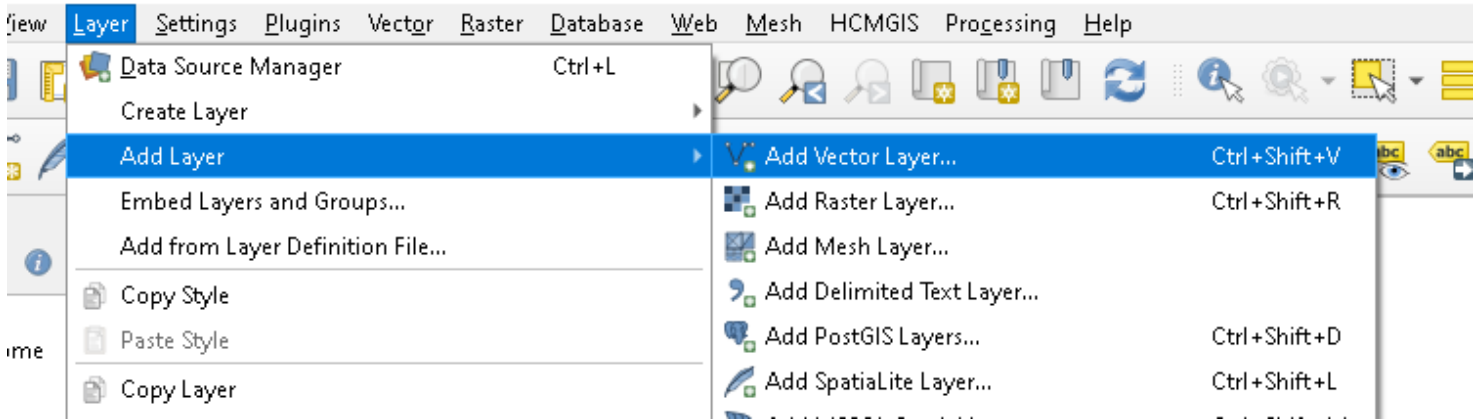 View Layer Settings Plugins Vector Raster Database Web Mesh HCMGIS Processing Help
Data Source Manager Ctrl+L
Create Layer
Add Layer
Embed Layers and Groups...
Add from Layer Definition File...
Copy Style
Paste Style
Copy Layer
Add Vector Layer... Ctrl+Shift+V
Add Raster Layer... Ctrl+Shift+R
Add Mesh Layer...
Add Delimited Text Layer...
Add PostGIS Layers... Ctrl+Shift+D
Add SpatiaLite Layer... Ctrl+Shift+L
abc
abc